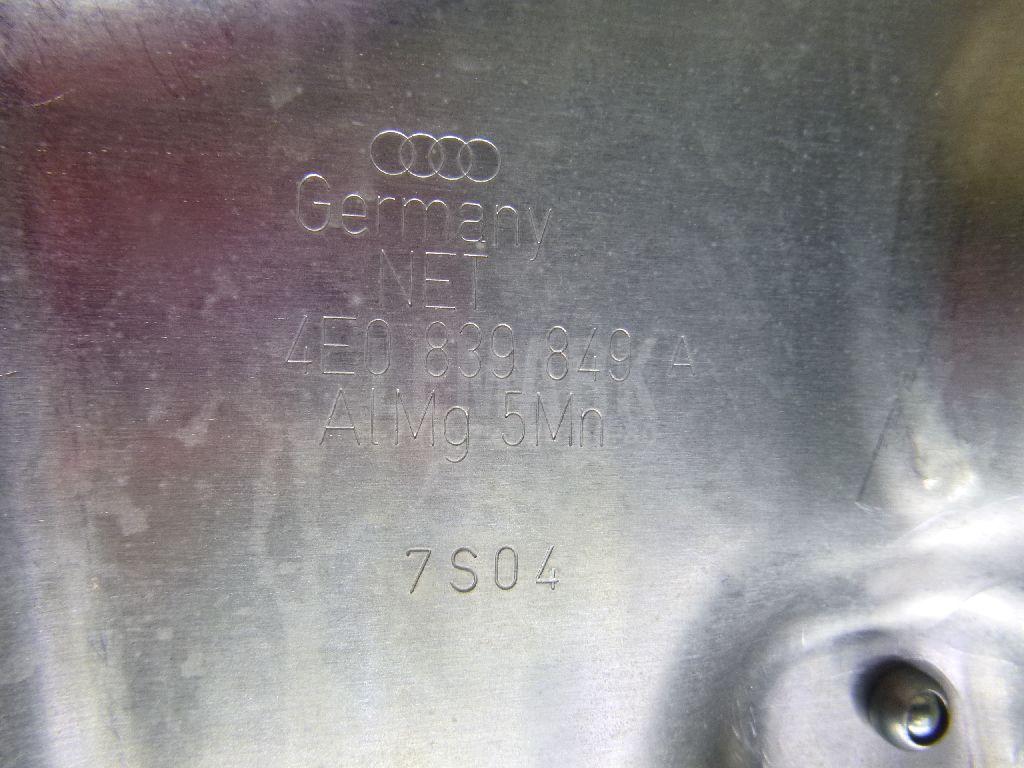 Germany
NET
4E0 839 849 A
AlMg 5Mn
7S04